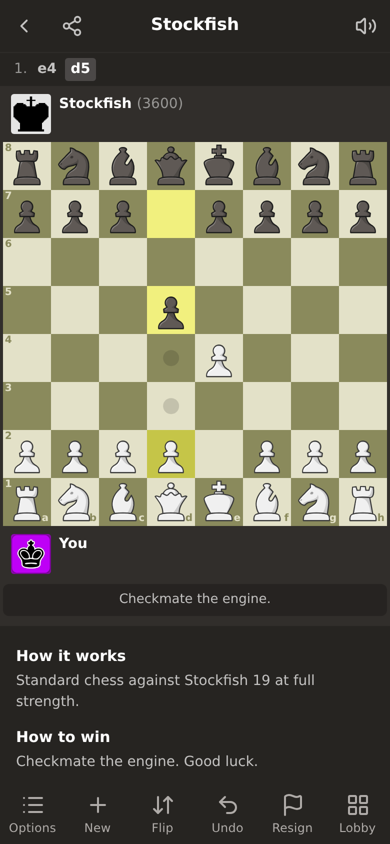 Stockfish
1. e4 d5
Stockfish (3600)
8
7
6
5
4
3
2
1
a b c d e f g h
You
Checkmate the engine.
How it works
Standard chess against Stockfish 19 at full
strength.
How to win
Checkmate the engine. Good luck.
Options New Flip Undo Resign Lobby